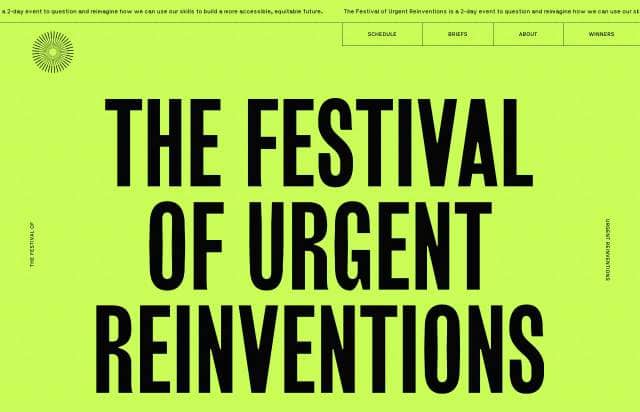 a 2-day event to question and reimagine how we can use our skills to build a more accessible, equitable future. The Festival of Urgent Reinventions is a 2-day event to question and reimagine how we can use our sk
SCHEDULE BRIEFS ABOUT WINNERS
THE FESTIVAL
OF URGENT
REINVENTIONS
THE FESTIVAL OF
URGENT REINVENTIONS